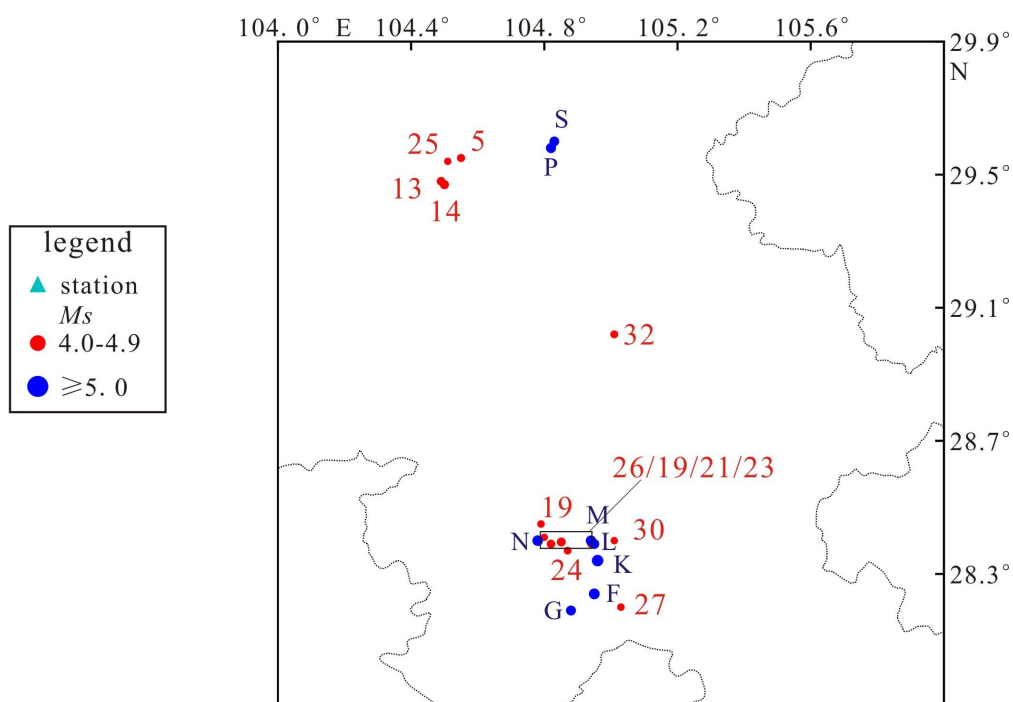 104.0° E 104.4° 104.8° 105.2° 105.6°
29.9°
N
S
25 5
P
29.5°
13
14
legend
station
Ms
4.0-4.9
≥5.0
29.1°
32
28.7°
26/19/21/23
19
M
30
N
L
24
K
28.3°
F
27
G